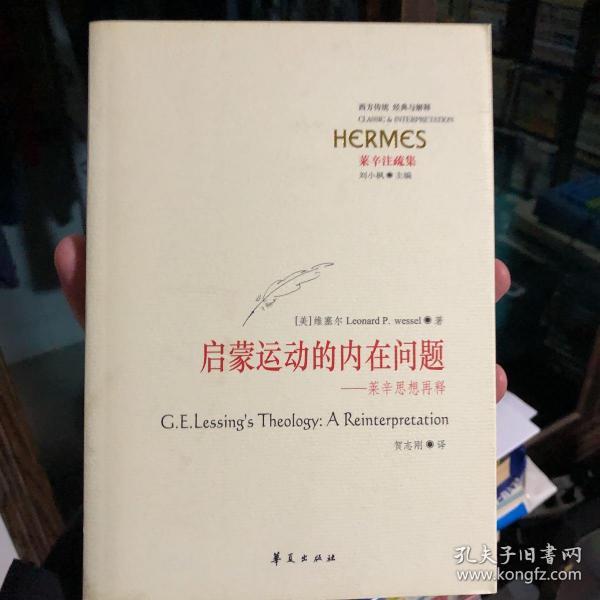 西方传统 经典与解释
CLASSIC & INTERPRETATION
HERMES
莱辛注疏集
刘小枫◉主编
[美]维塞尔 Leonard P. wessel ◉ 著
启蒙运动的内在问题
——莱辛思想再释
G.E.Lessing's Theology: A Reinterpretation
贺志刚◉译
华夏出版社
孔夫子旧书网
www.kongfz.com